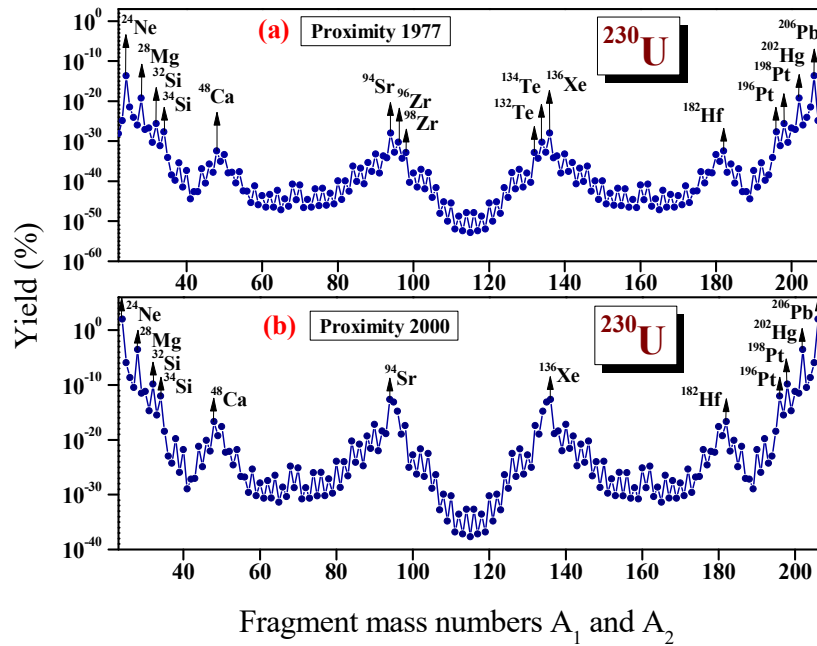 (a) Proximity 1977 ²³⁰U
²⁴Ne
²⁸Mg
³²Si
³⁴Si
⁴⁸Ca
⁹⁴Sr
⁹⁶Zr
⁹⁸Zr
¹³⁶Xe
¹³⁴Te
¹³²Te
¹⁸²Hf
²⁰⁶Pb
²⁰²Hg
¹⁹⁸Pt
¹⁹⁶Pt
10⁰
10⁻¹⁰
10⁻²⁰
10⁻³⁰
10⁻⁴⁰
10⁻⁵⁰
10⁻⁶⁰
40 60 80 100 120 140 160 180 200
Yield (%)
(b) Proximity 2000 ²³⁰U
²⁴Ne
²⁸Mg
³²Si
³⁴Si
⁴⁸Ca
⁹⁴Sr
¹³⁶Xe
¹⁸²Hf
²⁰⁶Pb
²⁰²Hg
¹⁹⁸Pt
¹⁹⁶Pt
10⁰
10⁻¹⁰
10⁻²⁰
10⁻³⁰
10⁻⁴⁰
40 60 80 100 120 140 160 180 200
Fragment mass numbers A₁ and A₂